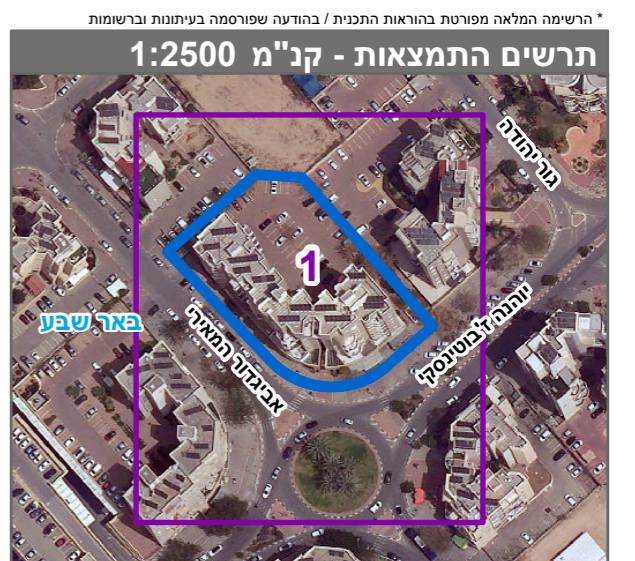 * הרשימה המלאה מפורטת בהוראות התכנית / בהודעה שפורסמה בעיתונות וברשומות
תרשים התמצאות - קנ"מ 1:2500
גור יהודה
1
יוהנה ז'בוטינסקי
באר שבע
אביגדור המאירי